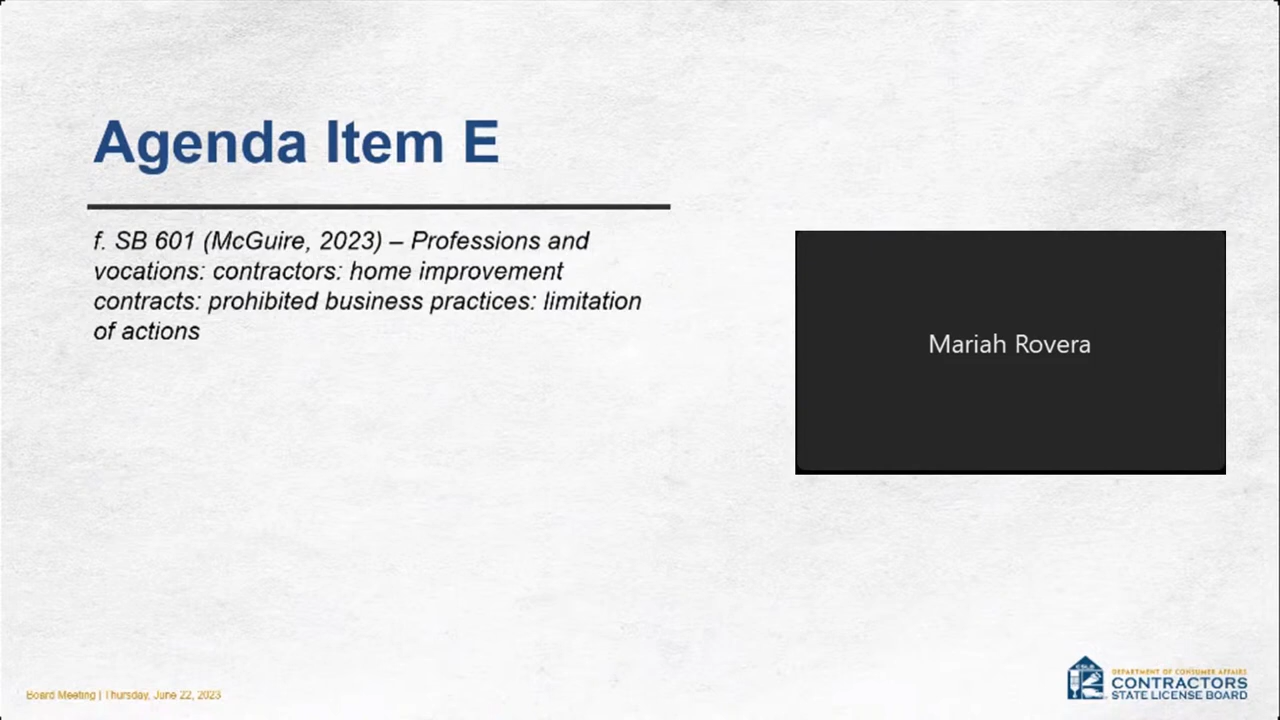 Agenda Item E
f. SB 601 (McGuire, 2023) – Professions and
vocations: contractors: home improvement
contracts: prohibited business practices: limitation
of actions
Mariah Rovera
Board Meeting | Thursday, June 22, 2023
CSLB
DEPARTMENT OF CONSUMER AFFAIRS
CONTRACTORS
STATE LICENSE BOARD